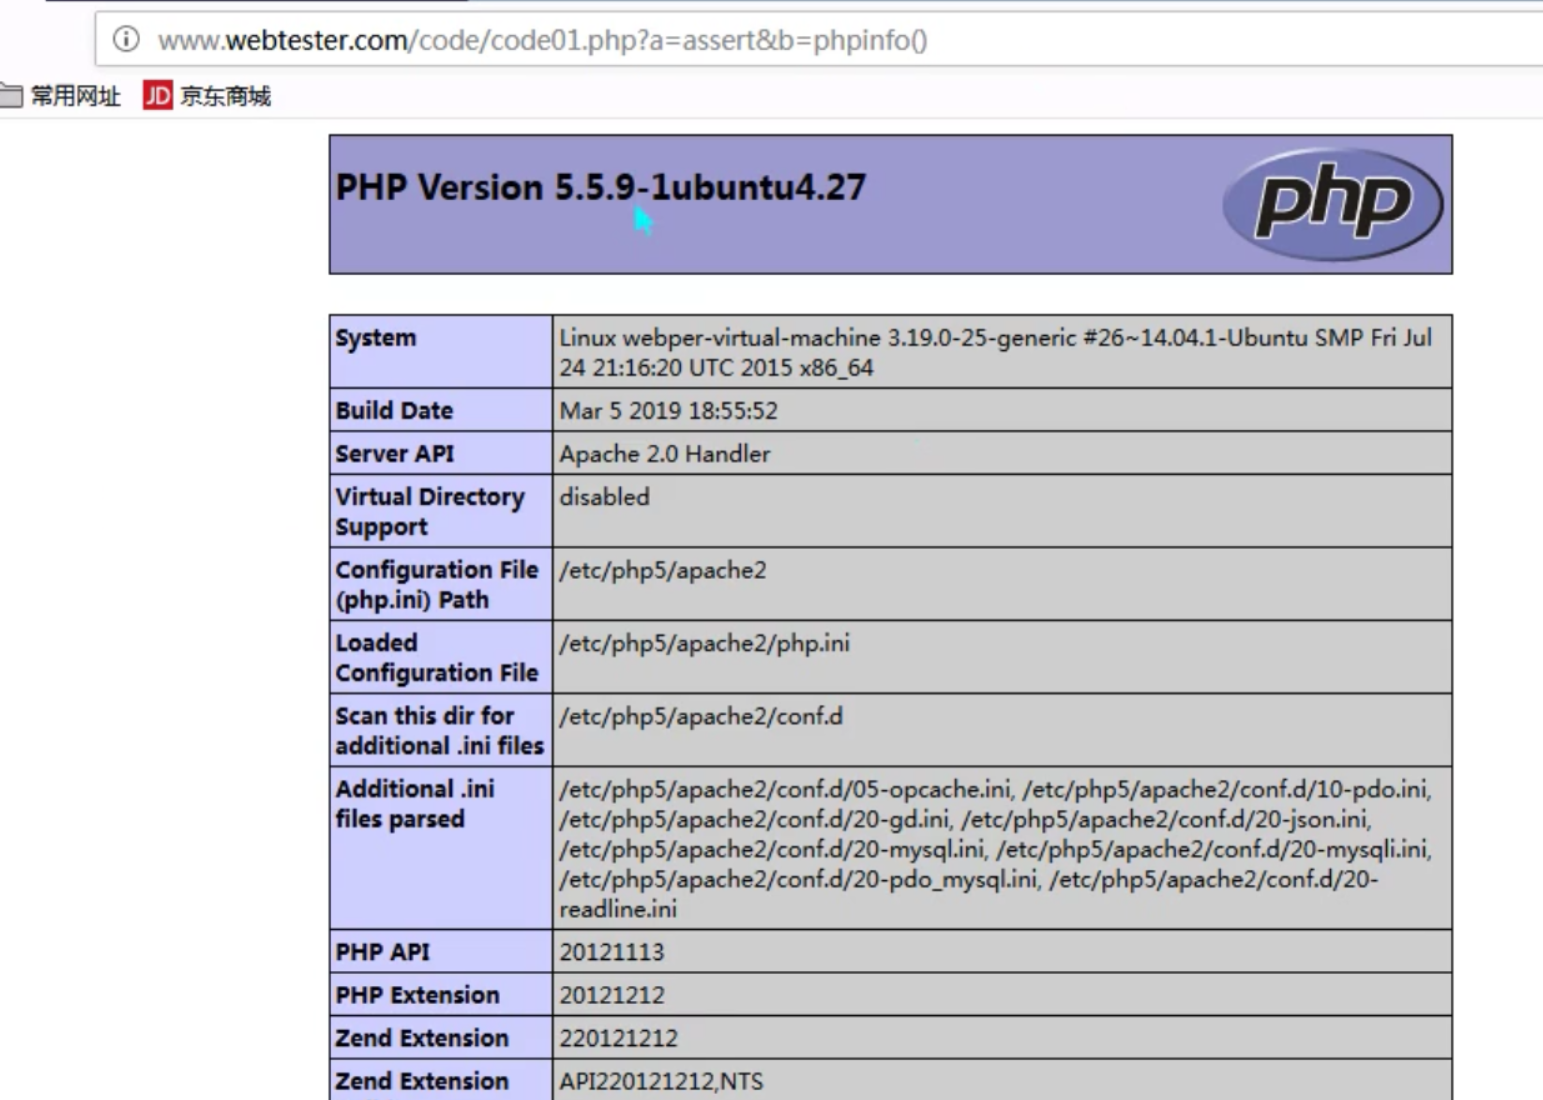 www.webtester.com/code/code01.php?a=assert&b=phpinfo()
常用网址 JD 京东商城
PHP Version 5.5.9-1ubuntu4.27
php
System
Linux webper-virtual-machine 3.19.0-25-generic #26~14.04.1-Ubuntu SMP Fri Jul
24 21:16:20 UTC 2015 x86_64
Build Date
Mar 5 2019 18:55:52
Server API
Apache 2.0 Handler
Virtual Directory
Support
disabled
Configuration File
(php.ini) Path
/etc/php5/apache2
Loaded
Configuration File
/etc/php5/apache2/php.ini
Scan this dir for
additional .ini files
/etc/php5/apache2/conf.d
Additional .ini
files parsed
/etc/php5/apache2/conf.d/05-opcache.ini, /etc/php5/apache2/conf.d/10-pdo.ini,
/etc/php5/apache2/conf.d/20-gd.ini, /etc/php5/apache2/conf.d/20-json.ini,
/etc/php5/apache2/conf.d/20-mysql.ini, /etc/php5/apache2/conf.d/20-mysqli.ini,
/etc/php5/apache2/conf.d/20-pdo_mysql.ini, /etc/php5/apache2/conf.d/20-
readline.ini
PHP API
20121113
PHP Extension
20121212
Zend Extension
220121212
Zend Extension
API220121212,NTS